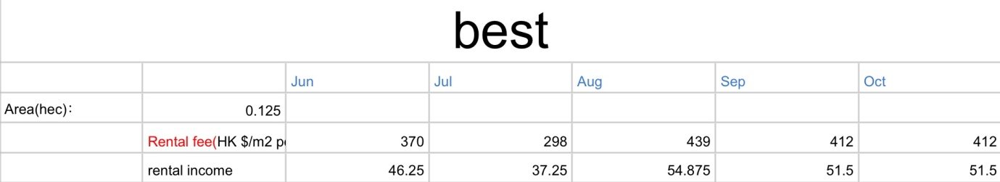 best
Jun Jul Aug Sep Oct
Area(hec): 0.125
Rental fee(HK $/m2 370 298 439 412 412
rental income 46.25 37.25 54.875 51.5 51.5